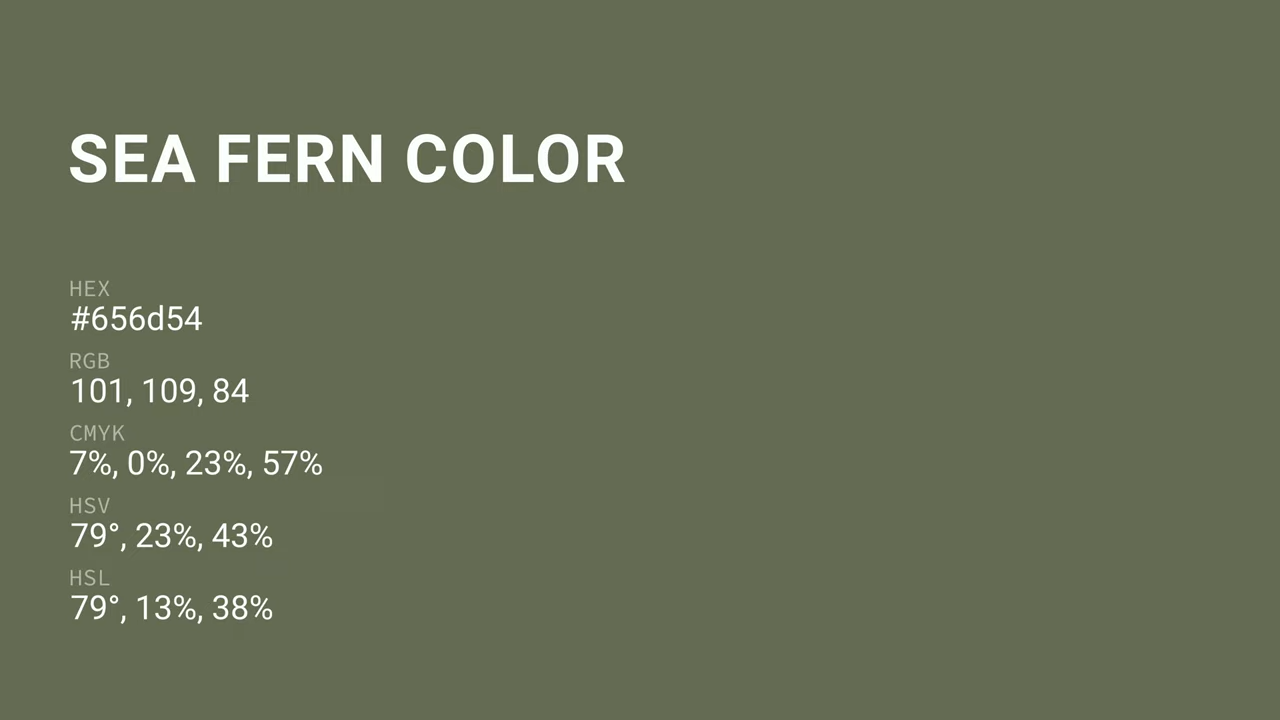 SEA FERN COLOR
HEX
#656d54
RGB
101, 109, 84
CMYK
7%, 0%, 23%, 57%
HSV
79°, 23%, 43%
HSL
79°, 13%, 38%